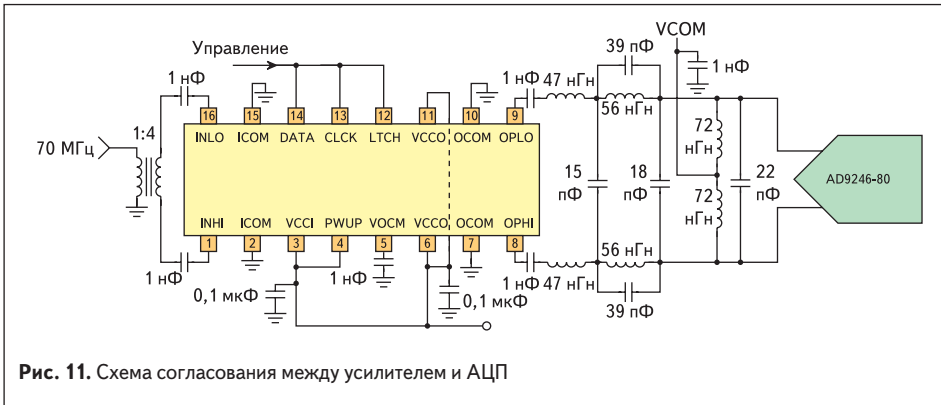 Управление
VCOM
39 пФ
1 нФ
1 нФ
1 нФ
47 нГн
56 нГн
16 15 14 13 12 11 10 9
INLO ICOM DATA CLCK LTCH VCCO OCOM OPLO
1:4
70 МГц
72 нГн
15 пФ
18 пФ
22 пФ
AD9246-80
72 нГн
INHI ICOM VCCI PWUP VOCM VCCO OCOM OPHI
1 2 3 4 5 6 7 8
56 нГн
1 нФ
1 нФ
1 нФ
47 нГн
0,1 мкФ
0,1 мкФ
39 пФ
Рис. 11. Схема согласования между усилителем и АЦП